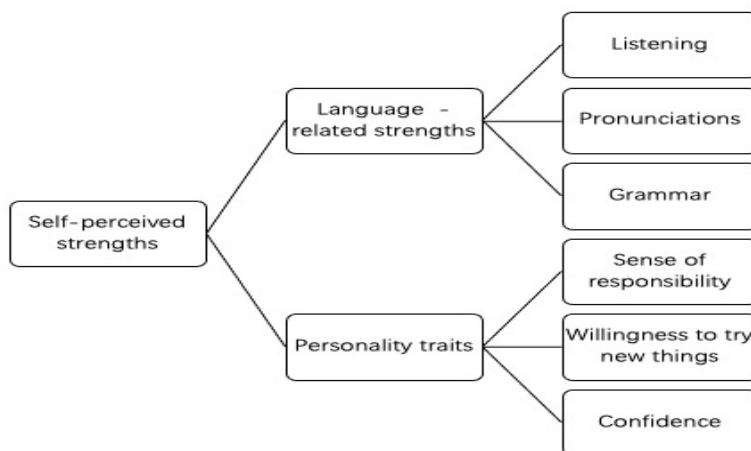 Self-perceived
strengths
Language -
related strengths
Listening
Pronunciations
Grammar
Personality traits
Sense of
responsibility
Willingness to try
new things
Confidence